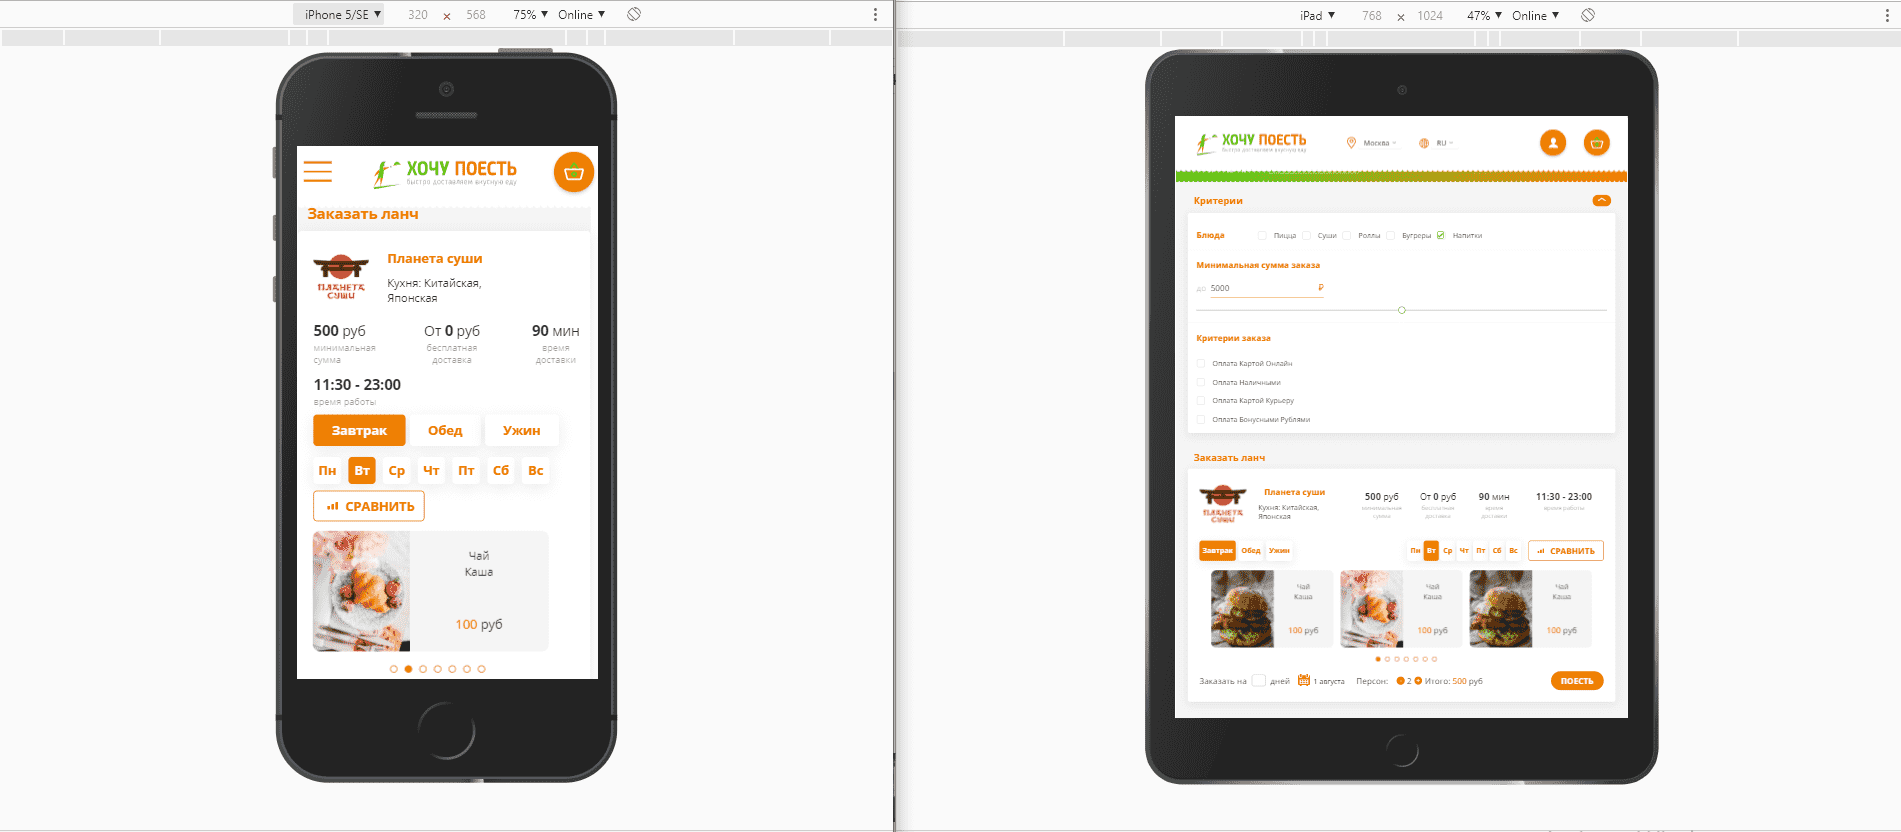 iPhone 5/SE ▼ 320 × 568 75% ▼ Online ▼
ХОЧУ ПОЕСТЬ
быстро доставляем вкусную еду
Заказать ланч
ПЛАНЕТА
СУШИ
Планета суши
Кухня: Китайская,
Японская
500 руб От 0 руб 90 мин
минимальная бесплатная время
сумма доставка доставки
11:30 - 23:00
время работы
Завтрак Обед Ужин
Пн Вт Ср Чт Пт Сб Вс
СРАВНИТЬ
Чай
Каша
100 руб
iPad ▼ 768 × 1024 47% ▼ Online ▼
ХОЧУ ПОЕСТЬ Москва RU
быстро доставляем вкусную еду
Критерии
Блюда Пицца Суши Роллы Бугреры Напитки
Минимальная сумма заказа
до 5000 ₽
Критерии заказа
Оплата Картой Онлайн
Оплата Наличными
Оплата Картой Курьеру
Оплата Бонусными Рублями
Заказать ланч
ПЛАНЕТА
СУШИ
Планета суши
Кухня: Китайская,
Японская
500 руб От 0 руб 90 мин 11:30 - 23:00
минимальная бесплатная время время работы
сумма доставка доставки
Завтрак Обед Ужин Пн Вт Ср Чт Пт Сб Вс СРАВНИТЬ
Чай Чай Чай
Каша Каша Каша
100 руб 100 руб 100 руб
Заказать на дней 1 августа Персон: 2 Итого: 500 руб ПОЕСТЬ